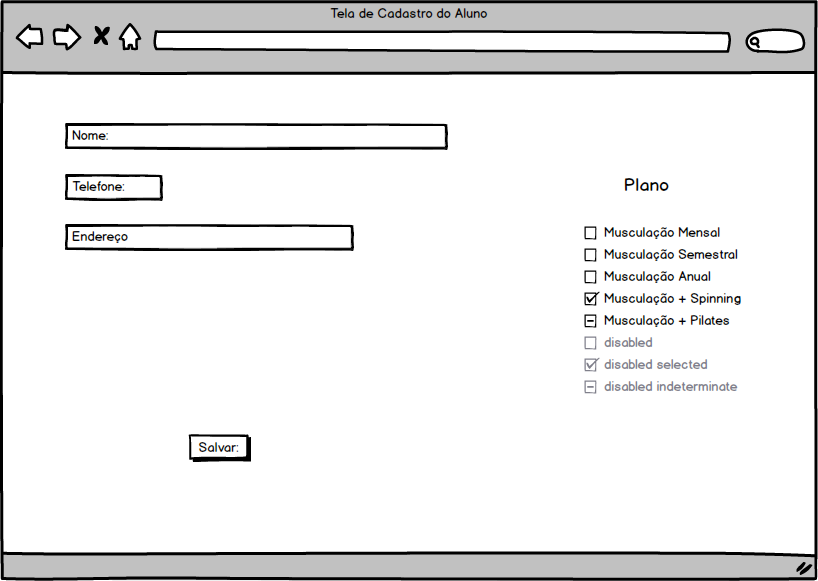 Tela de Cadastro do Aluno
Nome:
Telefone:
Endereço
Plano
Musculação Mensal
Musculação Semestral
Musculação Anual
Musculação + Spinning
Musculação + Pilates
disabled
disabled selected
disabled indeterminate
Salvar: